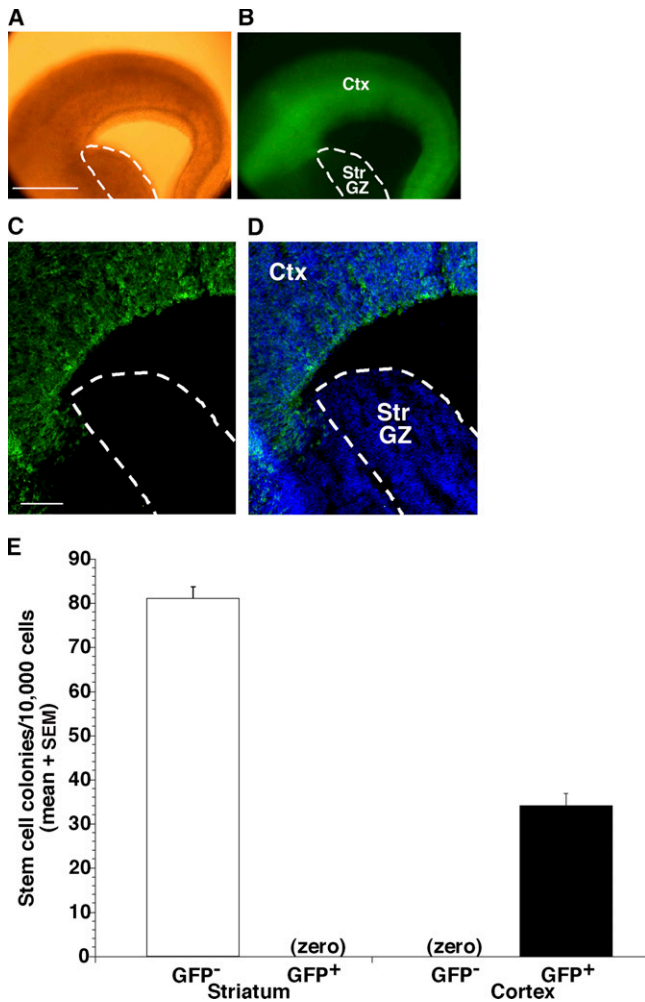 A
B
Ctx
Str
GZ
C
D
Ctx
Str
GZ
E
Stem cell colonies/10,000 cells
(mean + SEM)
90
80
70
60
50
40
30
20
10
0
(zero)
(zero)
GFP-
GFP+
GFP-
GFP+
Striatum
Cortex